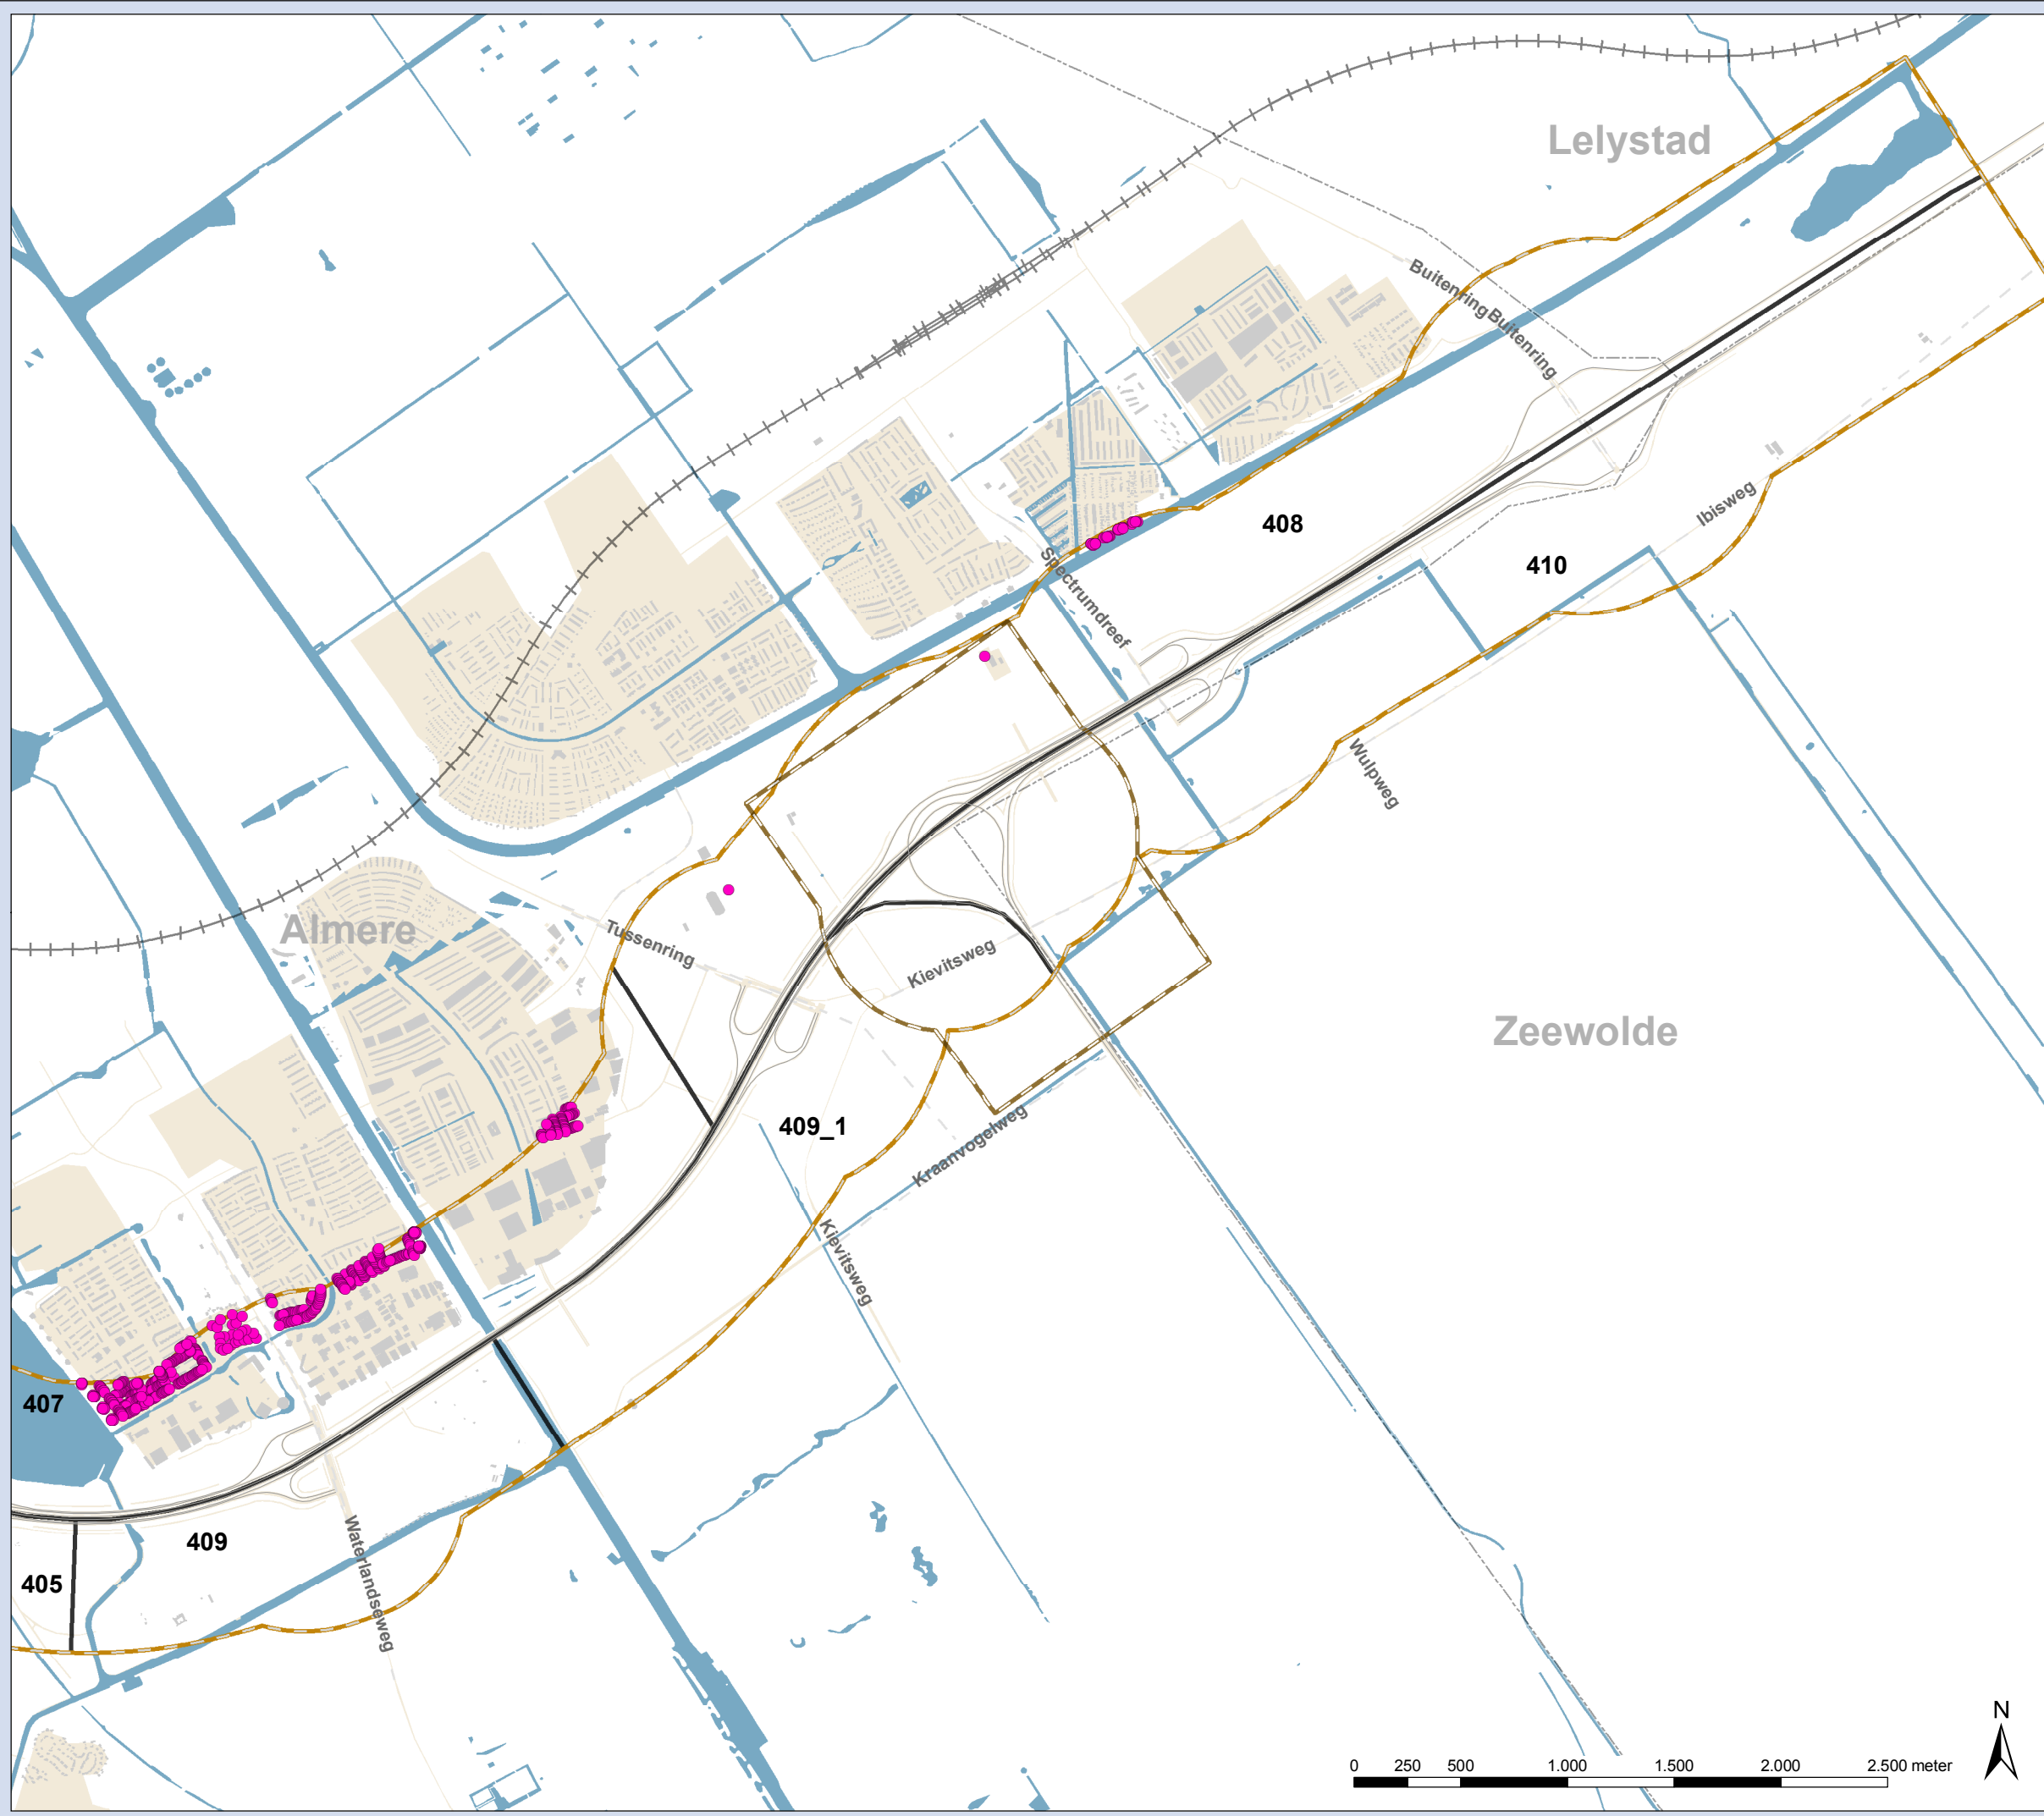 Lelystad
Buitenring
Buitenring
408
Ibisweg
410
Spectrumdreef
Wulpweg
Almere
Tussenring
Kievitsweg
Zeewolde
409_1
Kraanvogelweg
Kievitsweg
407
409
Waterlandseweg
405
N
0 250 500 1.000 1.500 2.000 2.500 meter